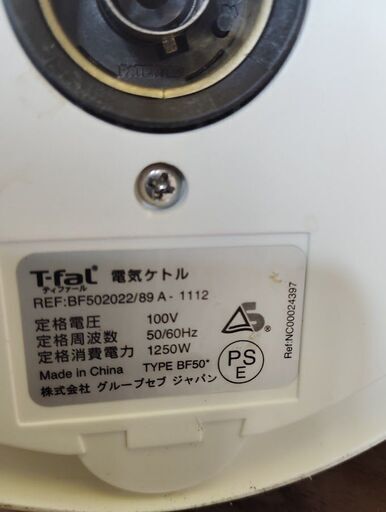 T-faL 電気ケトル
ティファール
REF:BF502022/89 A - 1112
定格電圧 100V
定格周波数 50/60Hz
定格消費電力 1250W
Made in China TYPE BF50*
株式会社 グループセブ ジャパン
S ®
PS
E
Ref:NC00024397